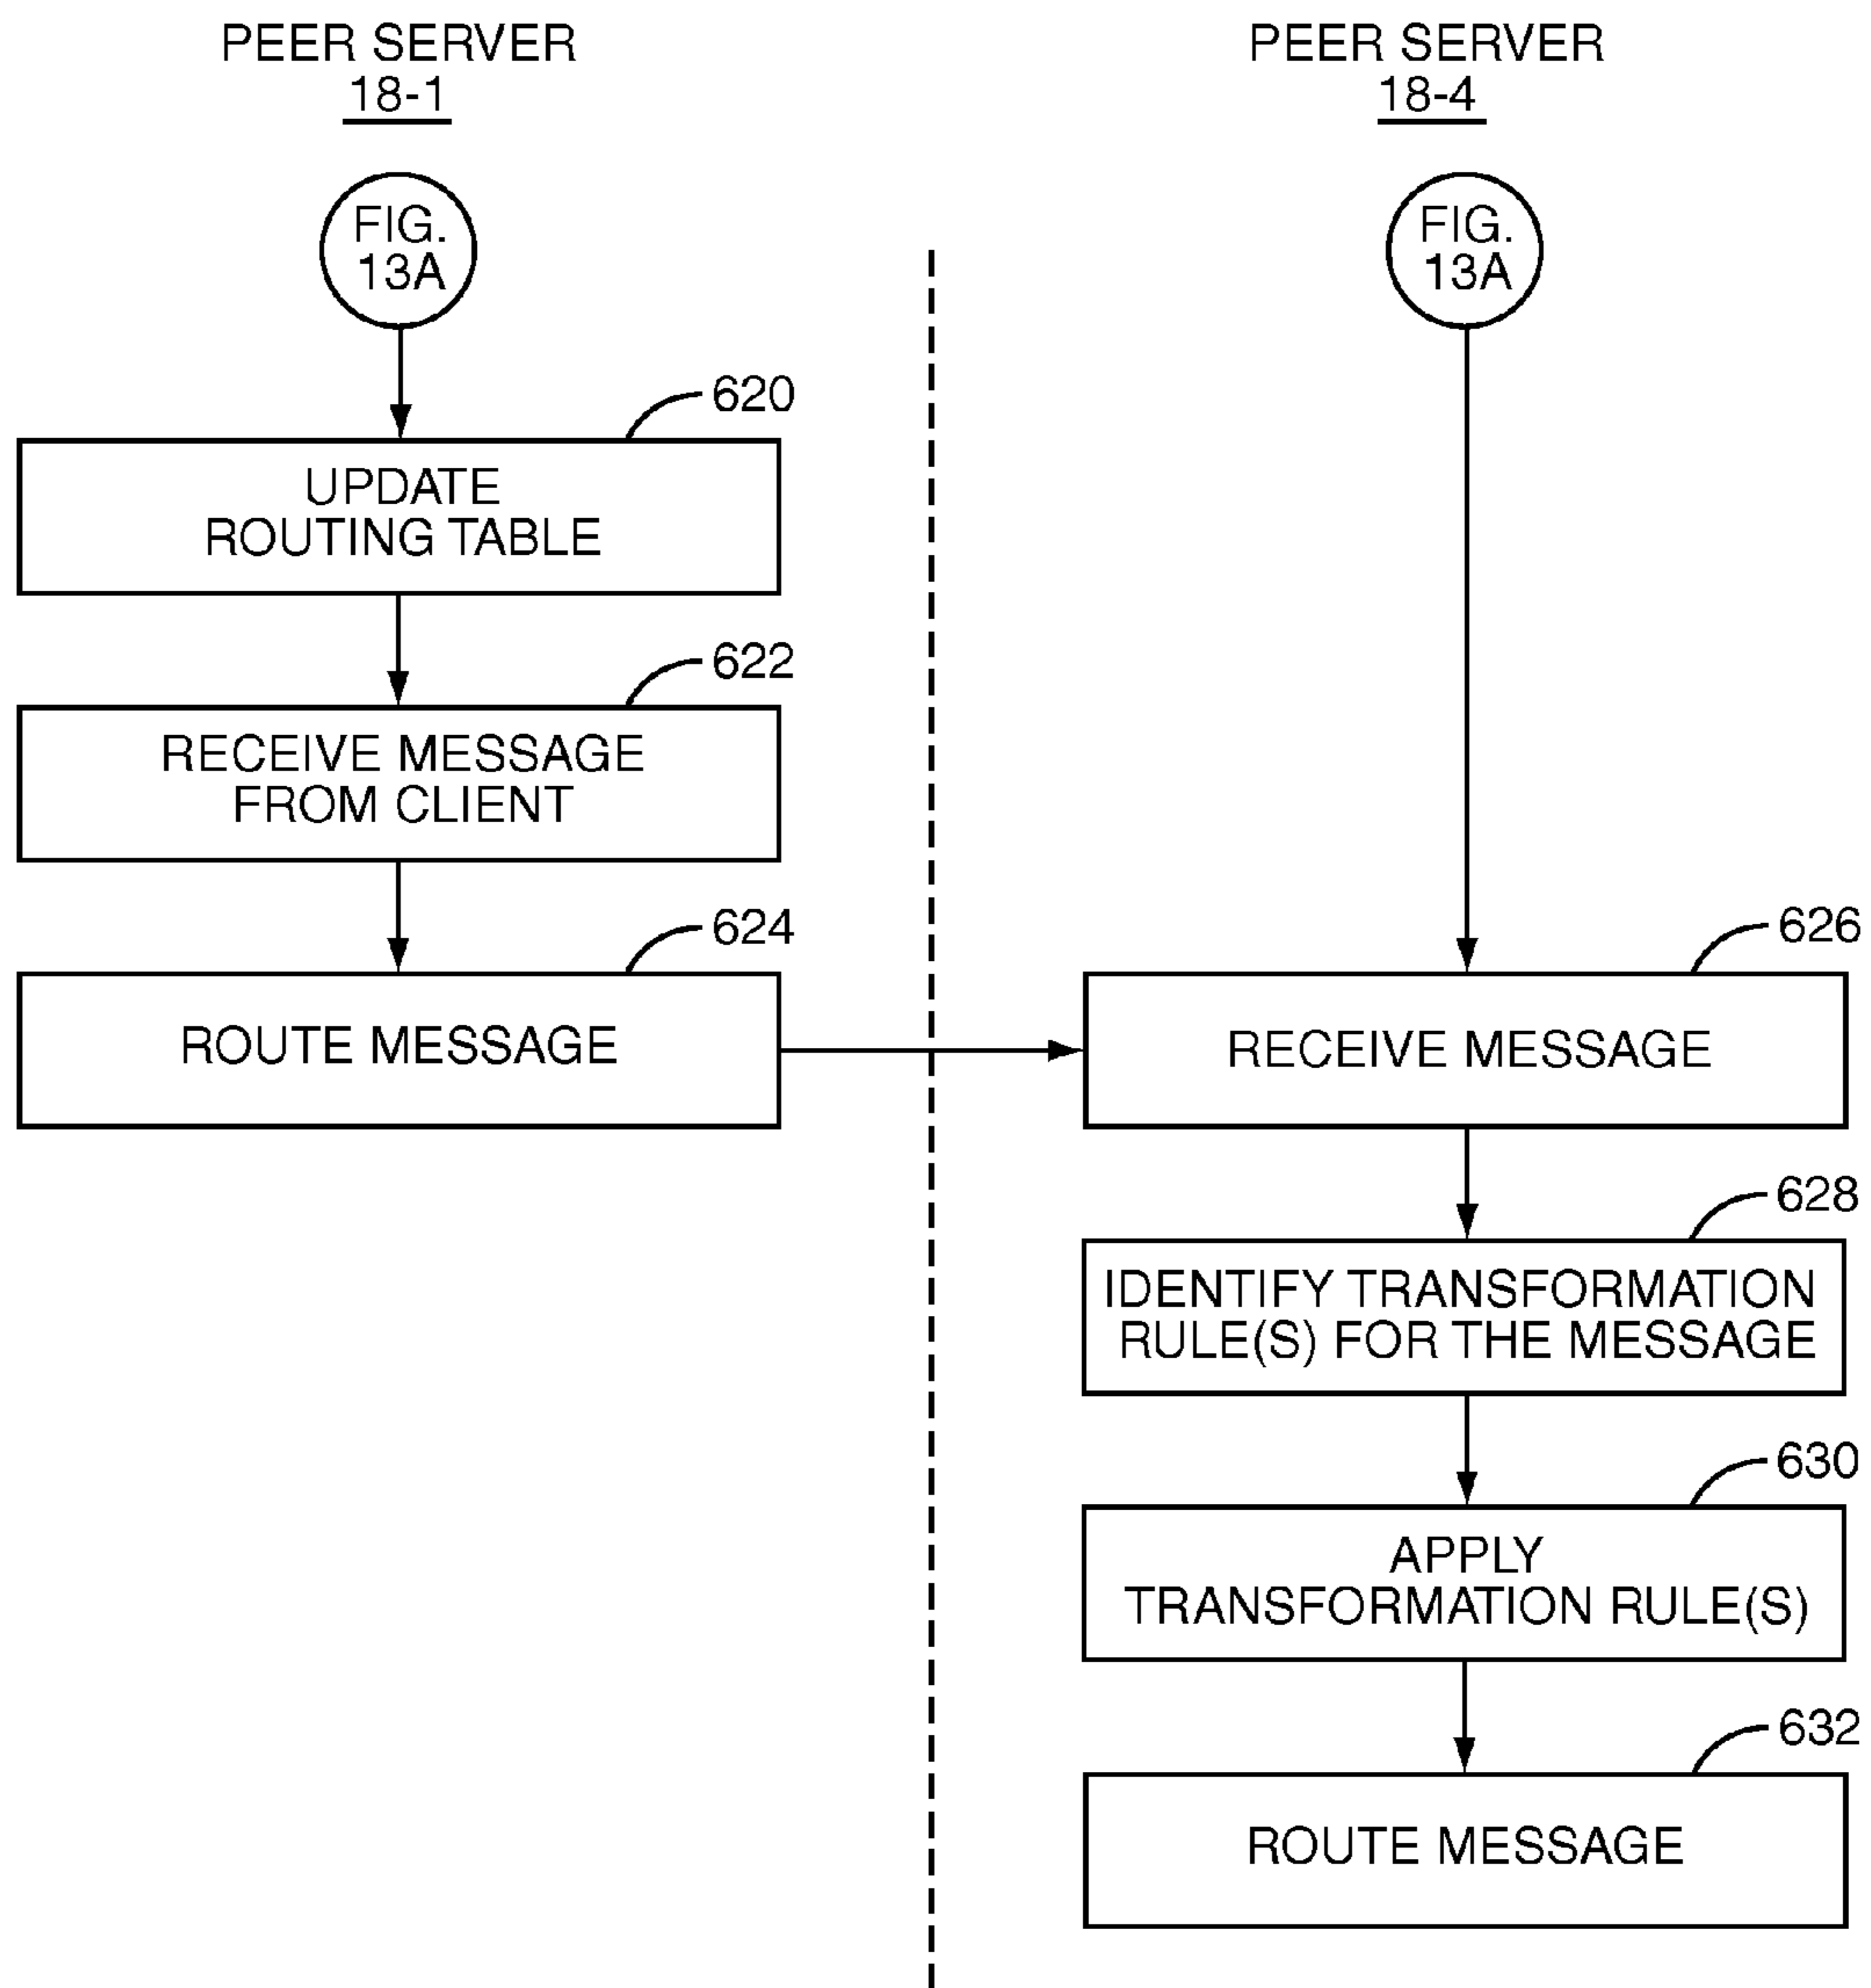 PEER SERVER
18-1
FIG.
13A
620
UPDATE
ROUTING TABLE
622
RECEIVE MESSAGE
FROM CLIENT
624
ROUTE MESSAGE
PEER SERVER
18-4
FIG.
13A
626
RECEIVE MESSAGE
628
IDENTIFY TRANSFORMATION
RULE(S) FOR THE MESSAGE
630
APPLY
TRANSFORMATION RULE(S)
632
ROUTE MESSAGE